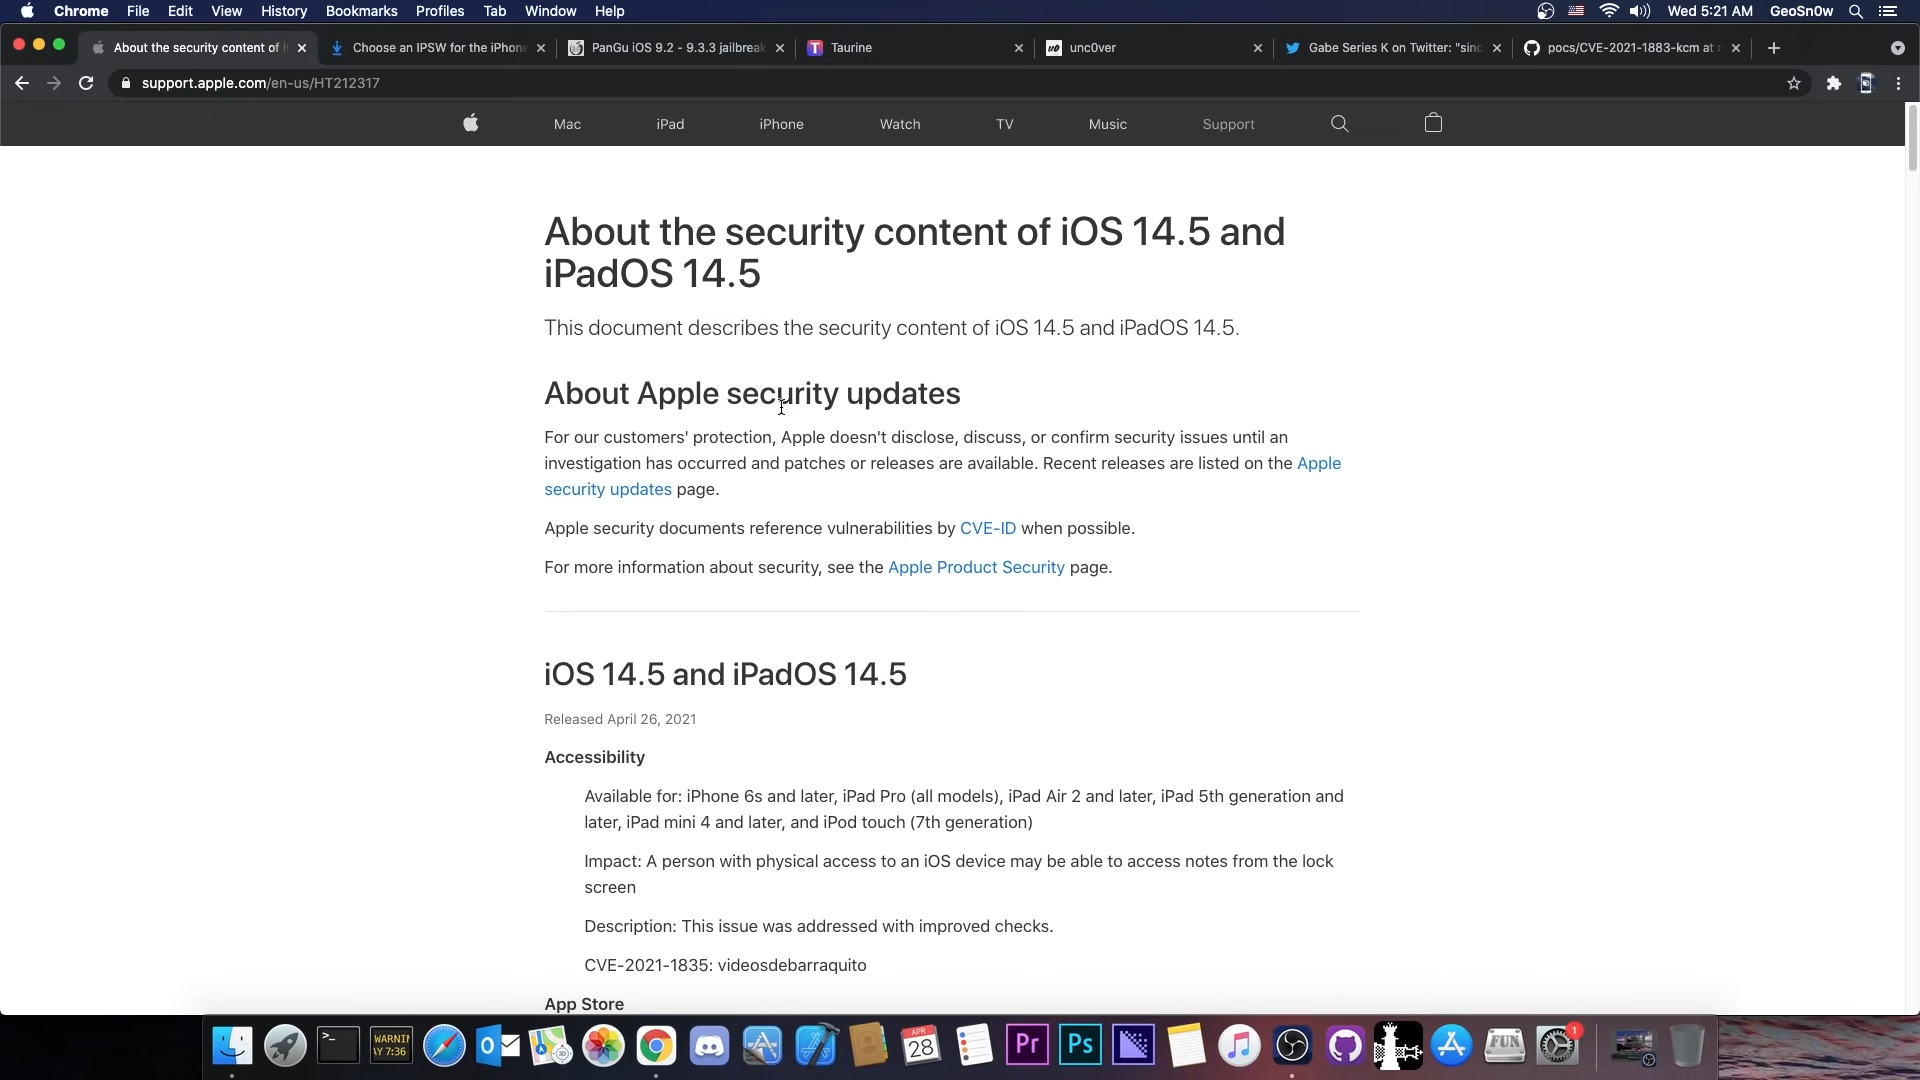 Chrome File Edit View History Bookmarks Profiles Tab Window Help Wed 5:21 AM GeoSn0w
About the security content of i Choose an IPSW for the iPhone PanGu iOS 9.2 - 9.3.3 jailbreak Taurine unc0ver Gabe Series K on Twitter: "sinc pocs/CVE-2021-1883-kcm at
support.apple.com/en-us/HT212317
Mac iPad iPhone Watch TV Music Support
About the security content of iOS 14.5 and
iPadOS 14.5
This document describes the security content of iOS 14.5 and iPadOS 14.5.
About Apple security updates
For our customers' protection, Apple doesn't disclose, discuss, or confirm security issues until an
investigation has occurred and patches or releases are available. Recent releases are listed on the Apple
security updates page.
Apple security documents reference vulnerabilities by CVE-ID when possible.
For more information about security, see the Apple Product Security page.
iOS 14.5 and iPadOS 14.5
Released April 26, 2021
Accessibility
Available for: iPhone 6s and later, iPad Pro (all models), iPad Air 2 and later, iPad 5th generation and
later, iPad mini 4 and later, and iPod touch (7th generation)
Impact: A person with physical access to an iOS device may be able to access notes from the lock
screen
Description: This issue was addressed with improved checks.
CVE-2021-1835: videosdebarraquito
App Store
WARNIN
AY 7:36
APR
28
Pr
Ps
FUN
1